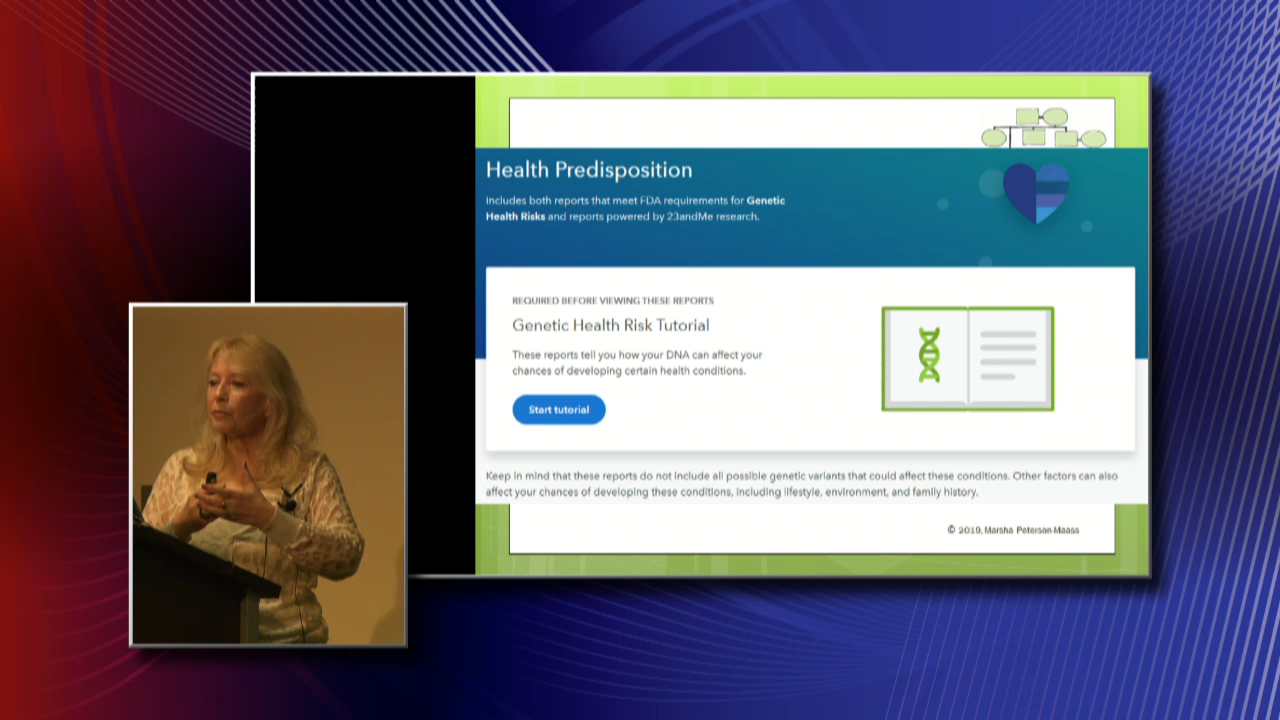 Health Predisposition
Includes both reports that meet FDA requirements for Genetic
Health Risks and reports powered by 23andMe research.
REQUIRED BEFORE VIEWING THESE REPORTS
Genetic Health Risk Tutorial
These reports tell you how your DNA can affect your
chances of developing certain health conditions.
Start tutorial
Keep in mind that these reports do not include all possible genetic variants that could affect these conditions. Other factors can also
affect your chances of developing these conditions, including lifestyle, environment, and family history.
© 2019, Marsha Peterson-Maass